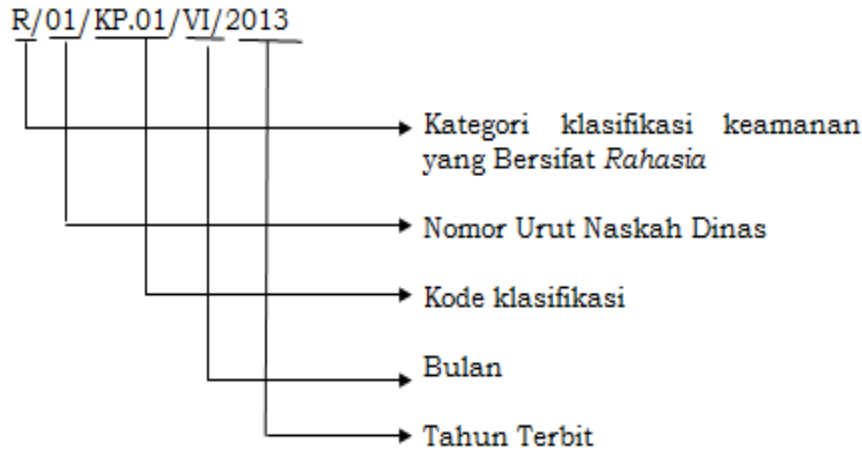 R/01/KP.01/VI/2013
Kategori klasifikasi keamanan
yang Bersifat Rahasia
Nomor Urut Naskah Dinas
Kode klasifikasi
Bulan
Tahun Terbit